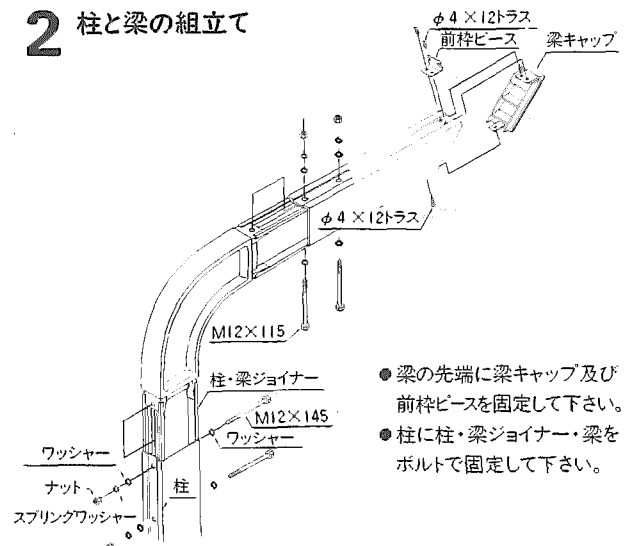 2 柱と梁の組立て
φ4×12トラス
前枠ピース
梁キャップ
φ4×12トラス
M12×115
柱・梁ジョイナー
M12×145
ワッシャー
ワッシャー
ナット
柱
スプリングワッシャー
●梁の先端に梁キャップ及び
前枠ピースを固定して下さい。
●柱に柱・梁ジョイナー・梁を
ボルトで固定して下さい。